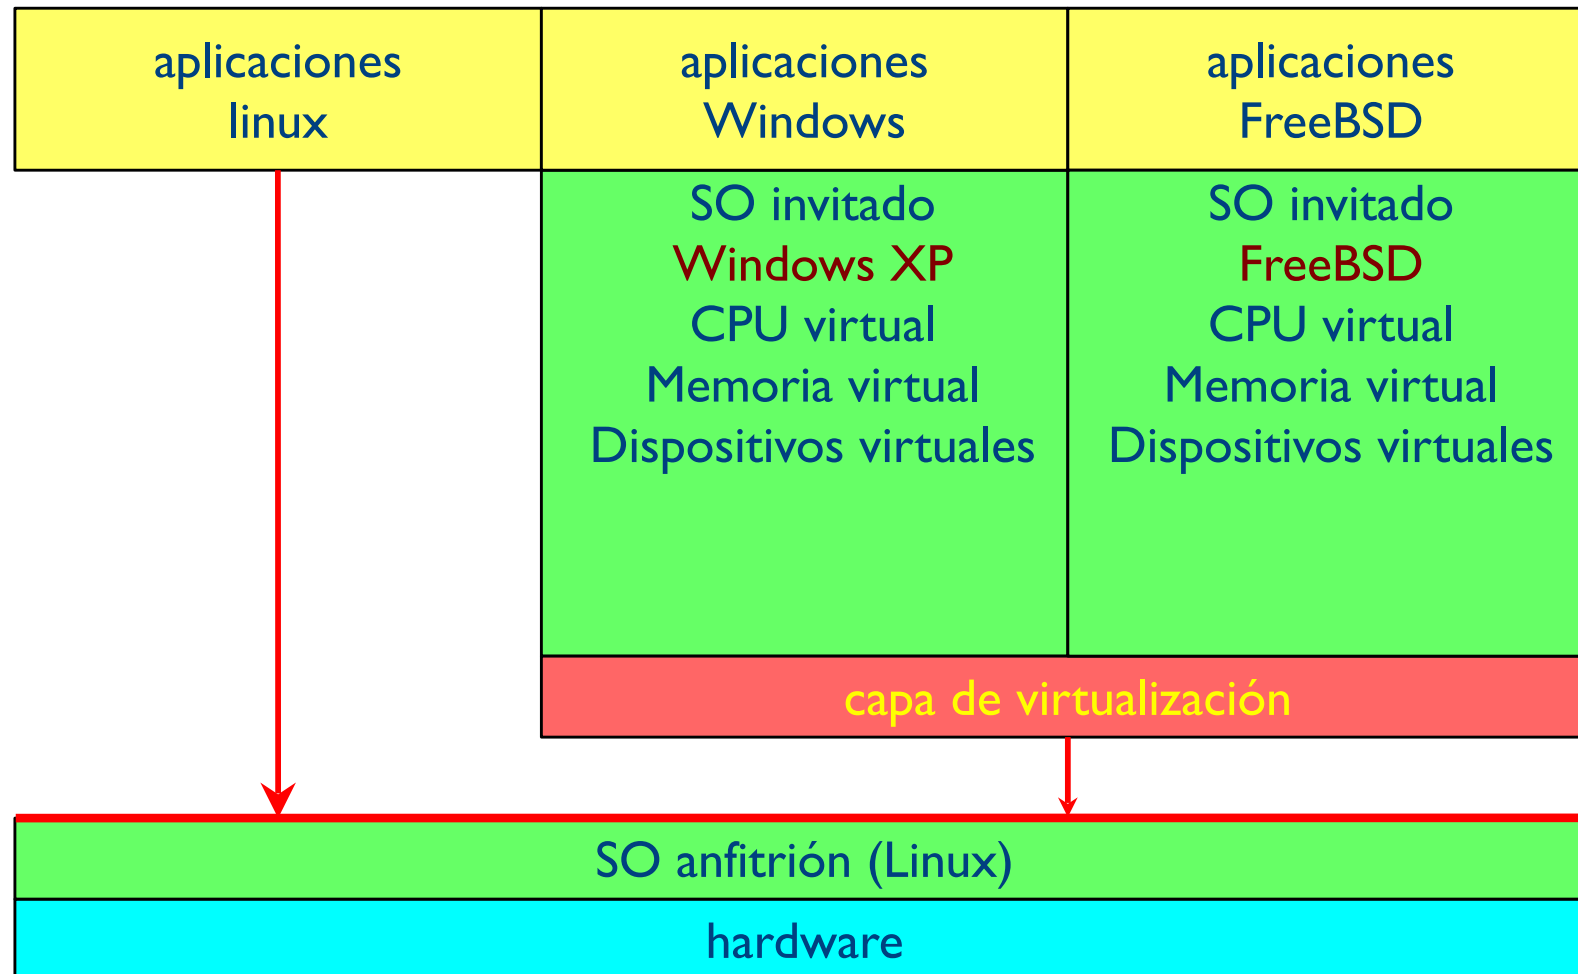 aplicaciones
linux
aplicaciones
Windows
aplicaciones
FreeBSD
SO invitado
Windows XP
CPU virtual
Memoria virtual
Dispositivos virtuales
SO invitado
FreeBSD
CPU virtual
Memoria virtual
Dispositivos virtuales
capa de virtualización
SO anfitrión (Linux)
hardware